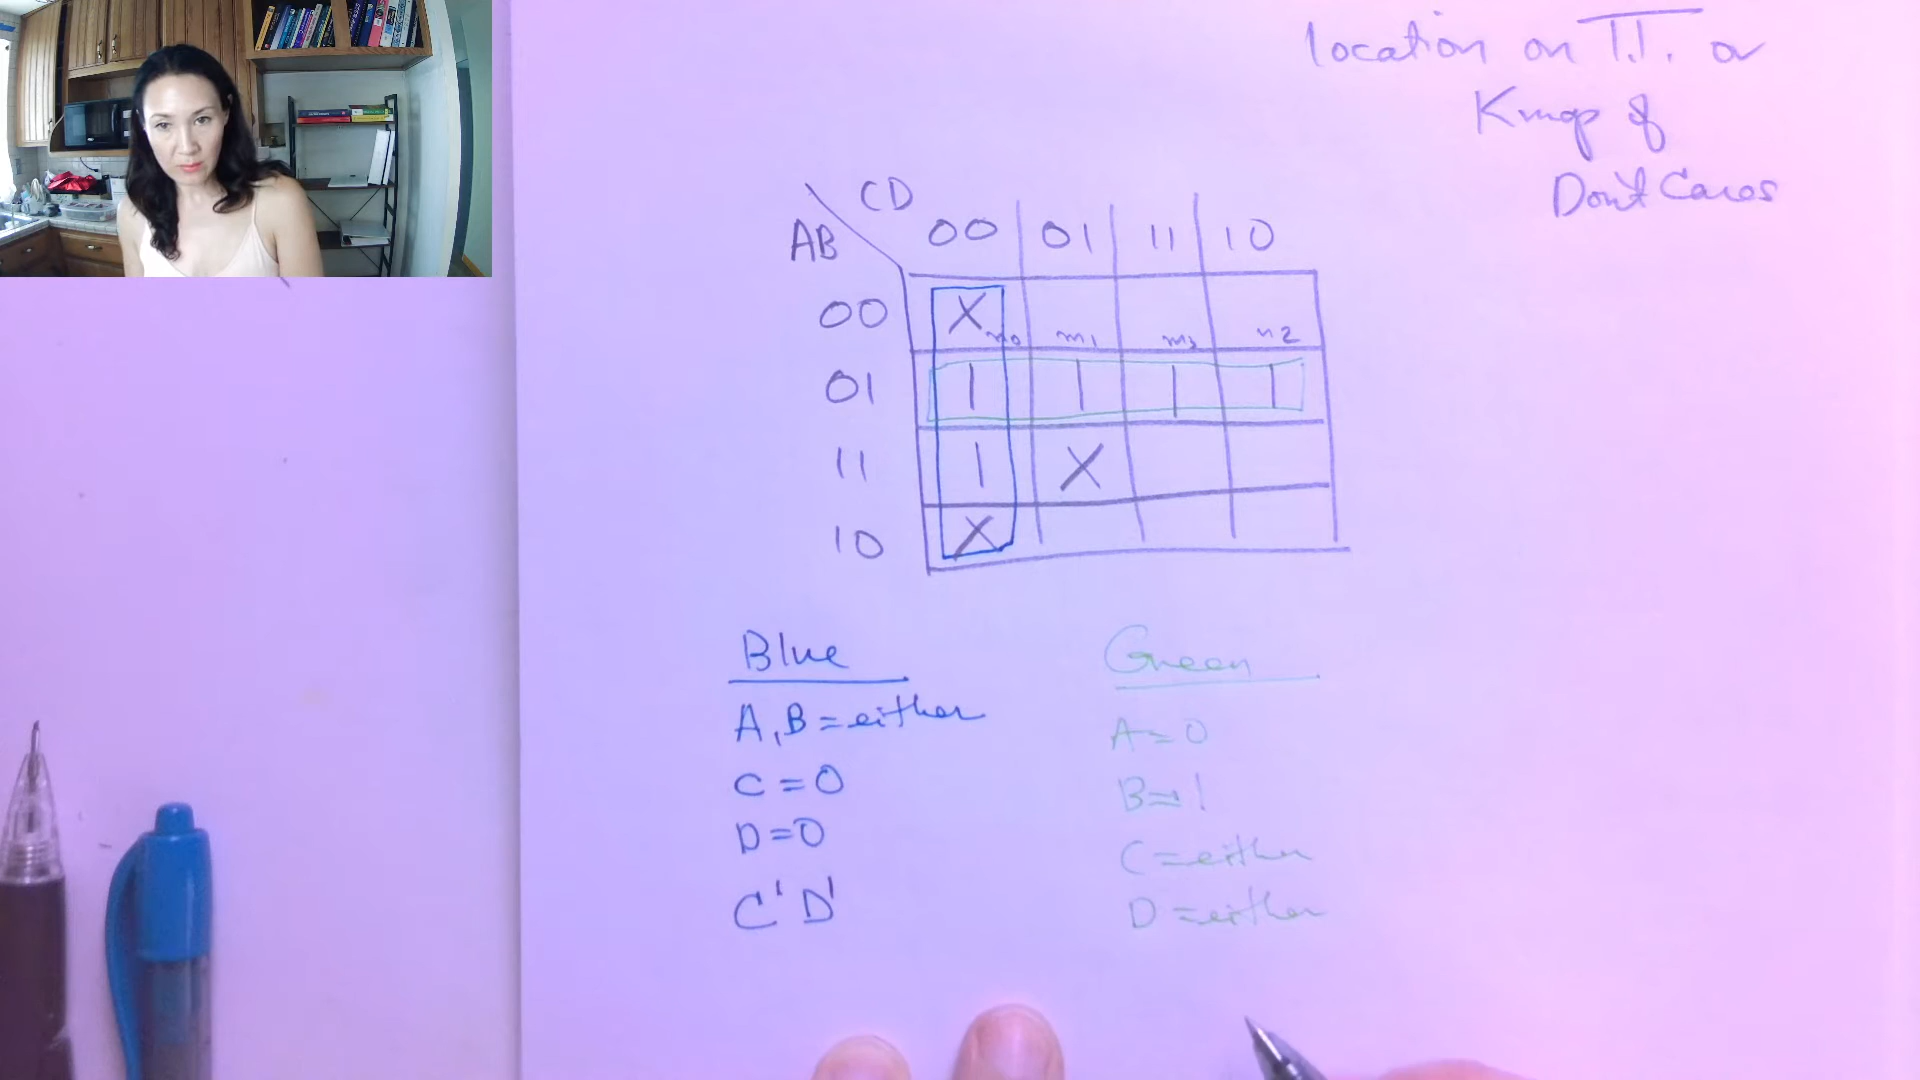 location on T.T. or
Kmap of
Don't Cares
CD
AB
00 01 11 10
00 X m0 m1 m3 m2
01 1 1 1 1
11 1 X
10 X
Blue
A,B=either
C=0
D=0
C'D'
Green
A=0
B=1
C=either
D=either